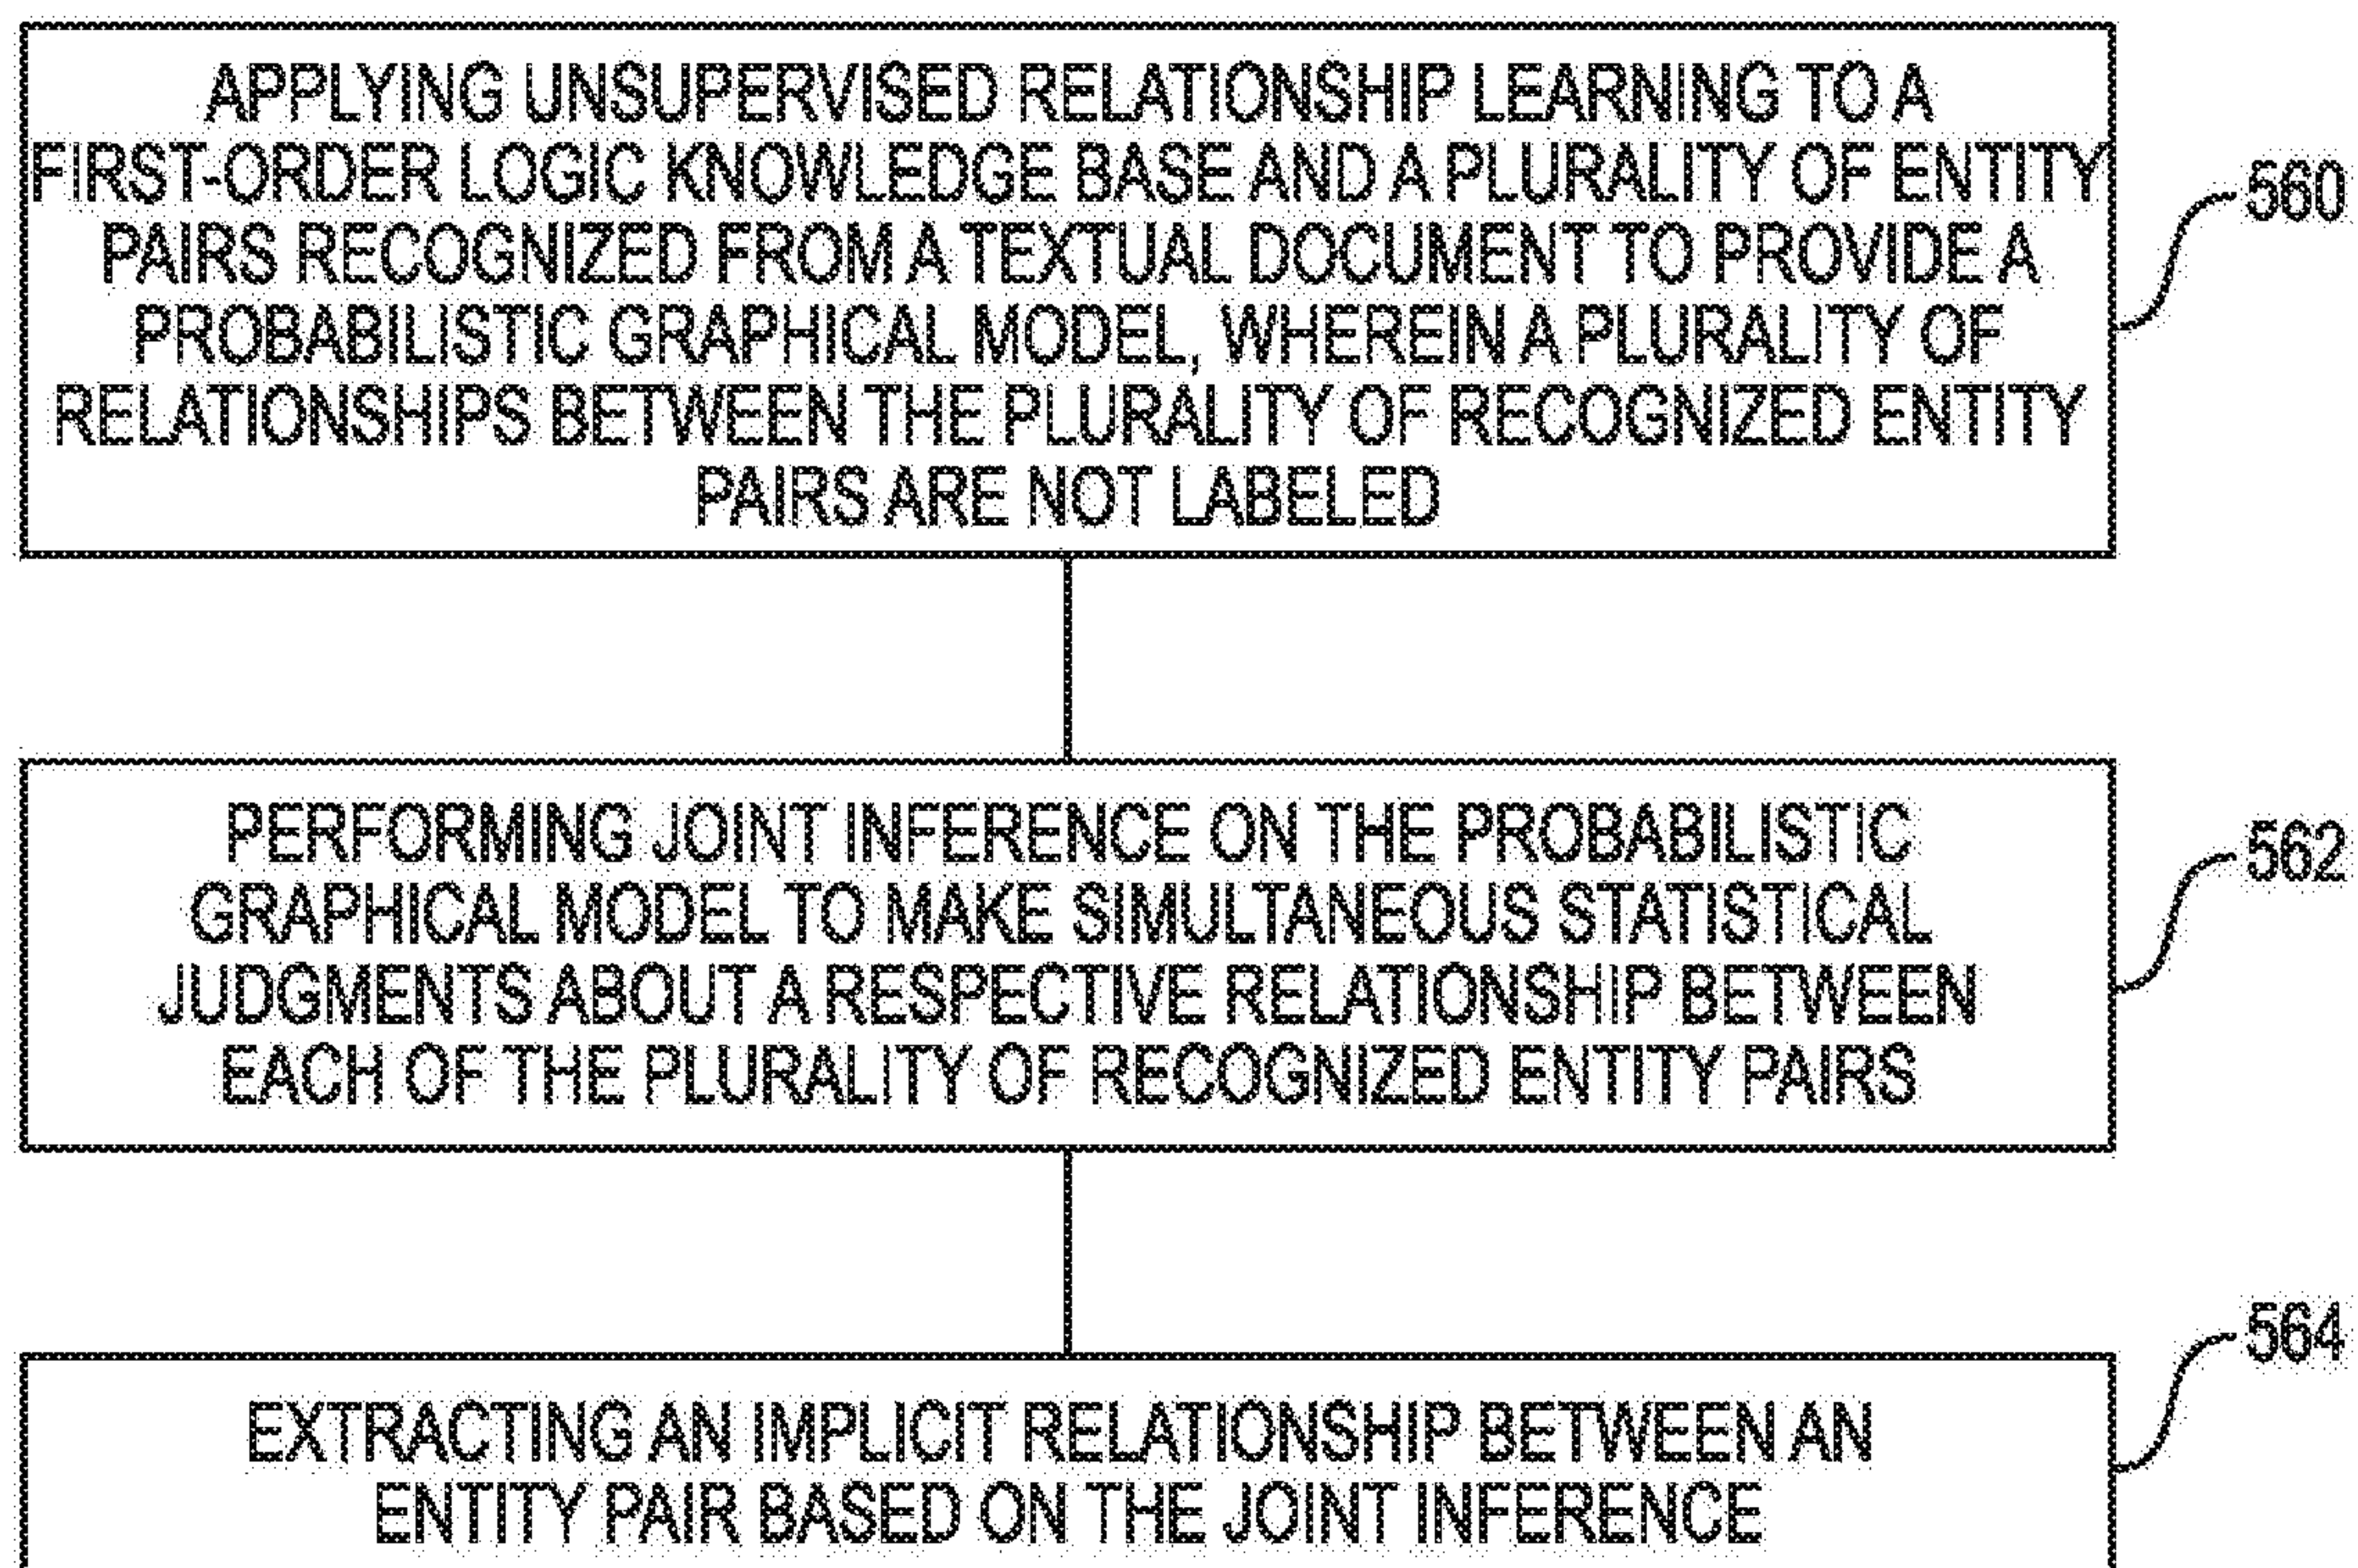 APPLYING UNSUPERVISED RELATIONSHIP LEARNING TO A
FIRST-ORDER LOGIC KNOWLEDGE BASE AND A PLURALITY OF ENTITY
PAIRS RECOGNIZED FROM A TEXTUAL DOCUMENT TO PROVIDE A
PROBABILISTIC GRAPHICAL MODEL, WHEREIN A PLURALITY OF
RELATIONSHIPS BETWEEN THE PLURALITY OF RECOGNIZED ENTITY
PAIRS ARE NOT LABELED
560
PERFORMING JOINT INFERENCE ON THE PROBABILISTIC
GRAPHICAL MODEL TO MAKE SIMULTANEOUS STATISTICAL
JUDGMENTS ABOUT A RESPECTIVE RELATIONSHIP BETWEEN
EACH OF THE PLURALITY OF RECOGNIZED ENTITY PAIRS
562
EXTRACTING AN IMPLICIT RELATIONSHIP BETWEEN AN
ENTITY PAIR BASED ON THE JOINT INFERENCE
564